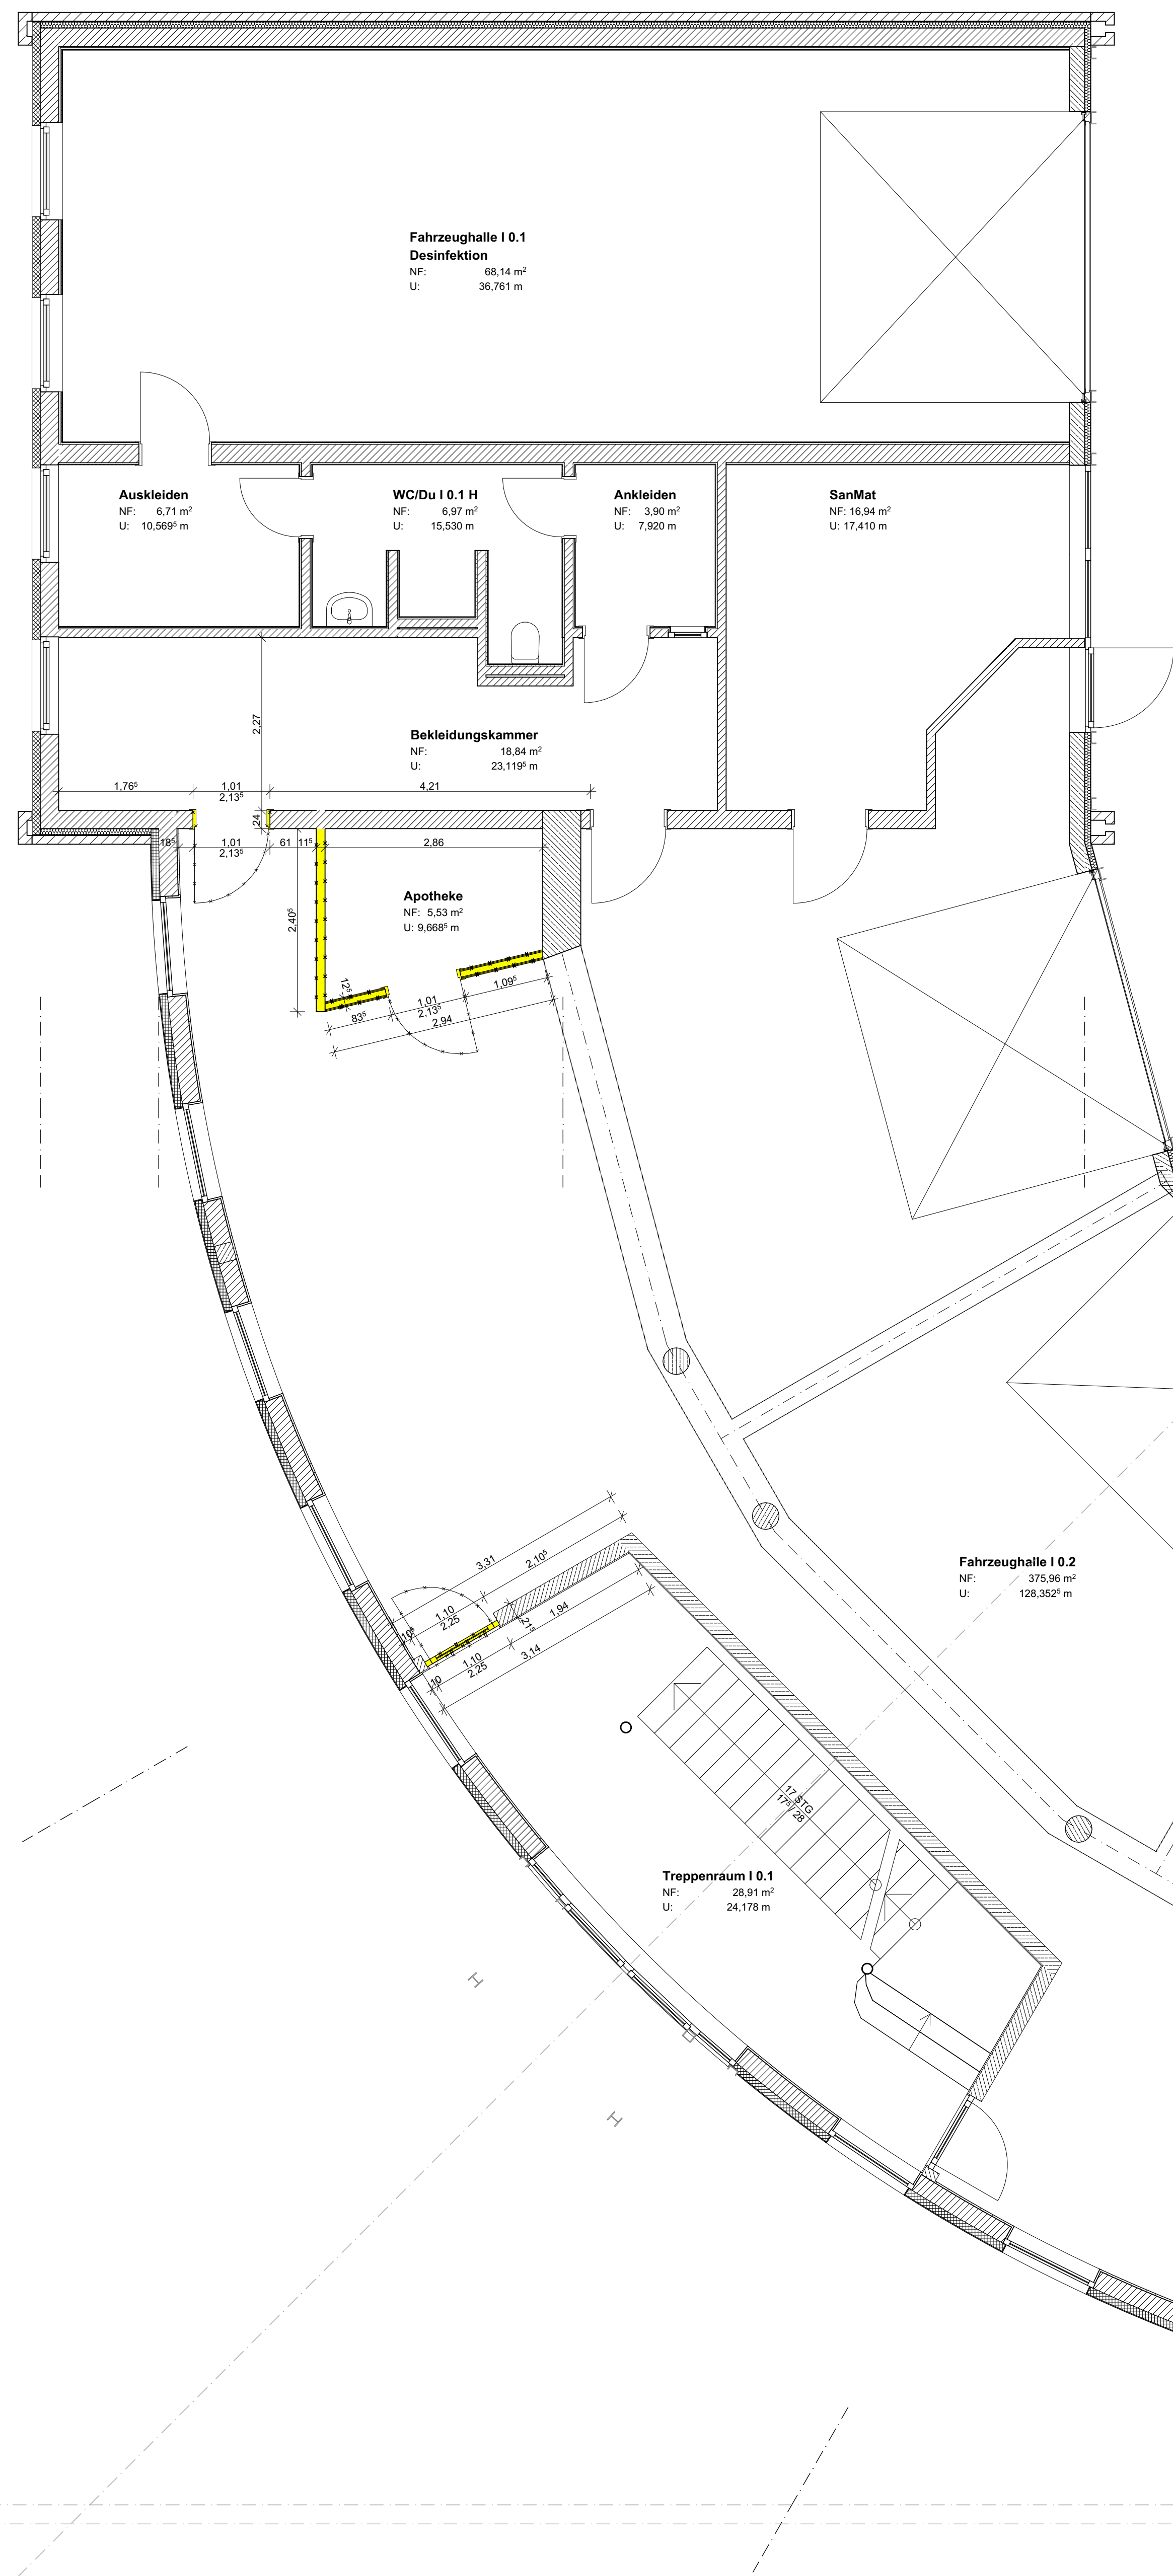 Fahrzeughalle I 0.1
Desinfektion
NF: 68,14 m²
U: 36,761 m
Auskleiden
NF: 6,71 m²
U: 10,569⁵ m
WC/Du I 0.1 H
NF: 6,97 m²
U: 15,530 m
Ankleiden
NF: 3,90 m²
U: 7,920 m
SanMat
NF: 16,94 m²
U: 17,410 m
2,27
Bekleidungskammer
NF: 18,84 m²
U: 23,119⁵ m
1,76⁵
1,01
2,13⁵
4,21
24
18⁵
1,01
2,13⁵
61
11⁵
2,86
2,40⁵
Apotheke
NF: 5,53 m²
U: 9,668⁵ m
12⁵
83⁵
1,01
2,13⁵
1,09⁵
2,94
3,31
2,10⁵
1,10
2,25
10⁵
21⁵
1,94
1,10
2,25
3,14
10
Fahrzeughalle I 0.2
NF: 375,96 m²
U: 128,352⁵ m
17 STG
17⁵ / 28
Treppenraum I 0.1
NF: 28,91 m²
U: 24,178 m